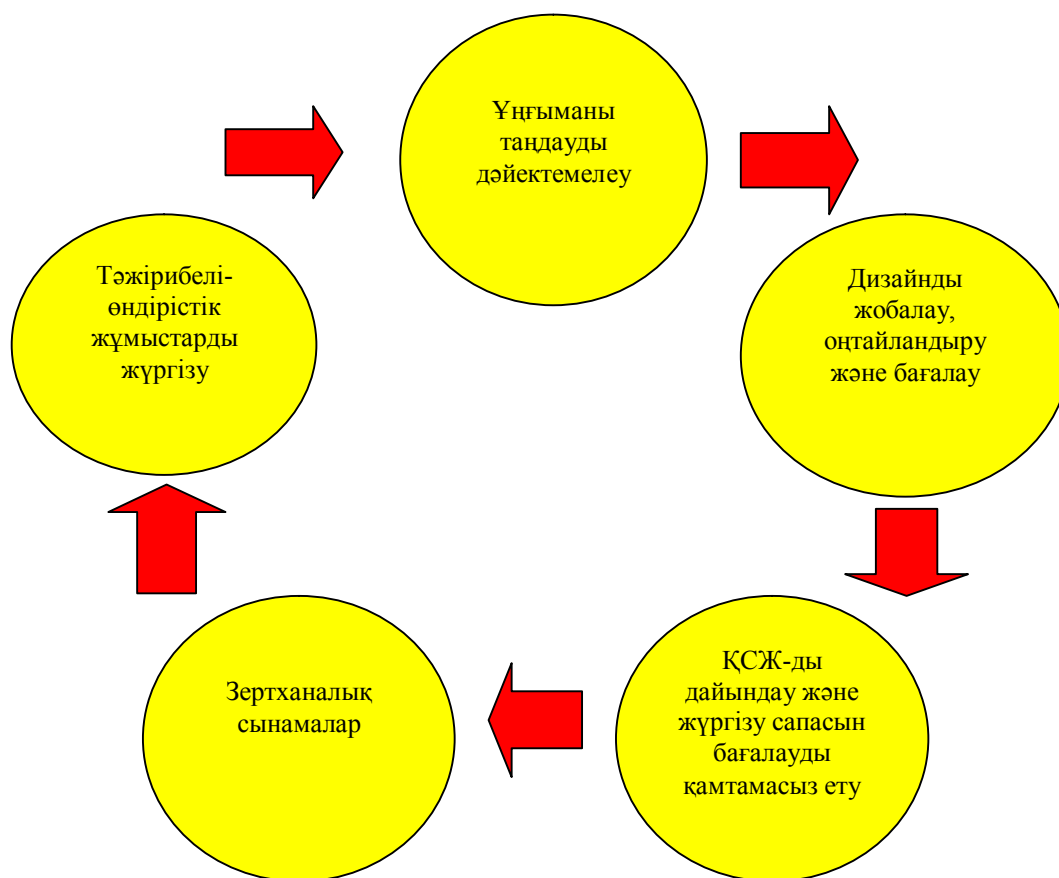 Ұңғыманы
таңдауды
дәйектемелеу
Дизайнды
жобалау,
оңтайландыру
және бағалау
ҚСЖ-ды
дайындау және
жүргізу сапасын
бағалауды
қамтамасыз ету
Зертханалық
сынамалар
Тәжірибелі-
өндірістік
жұмыстарды
жүргізу